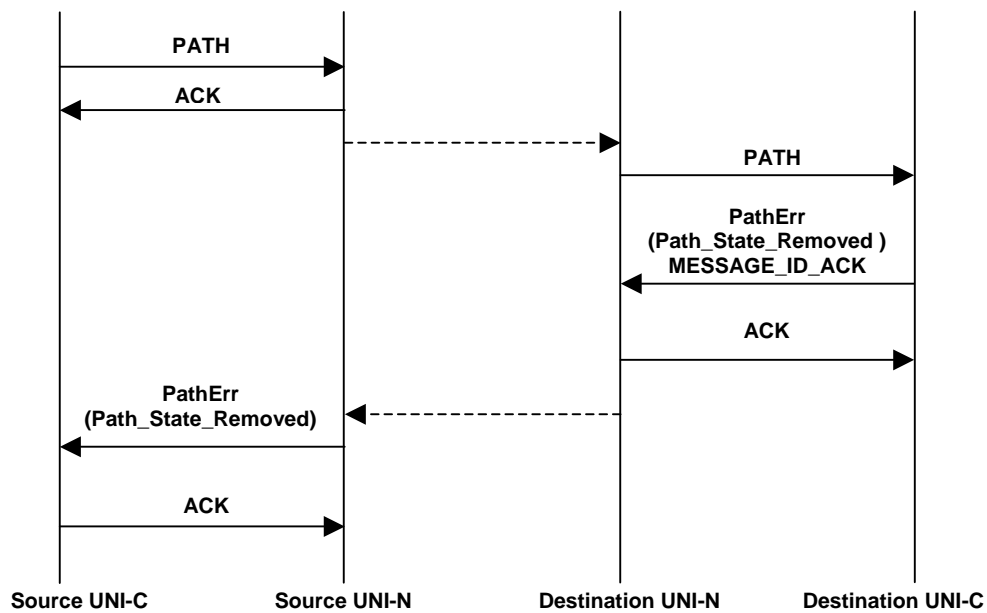 PATH
ACK
PATH
PathErr
(Path_State_Removed )
MESSAGE_ID_ACK
ACK
PathErr
(Path_State_Removed)
ACK
Source UNI-C
Source UNI-N
Destination UNI-N
Destination UNI-C